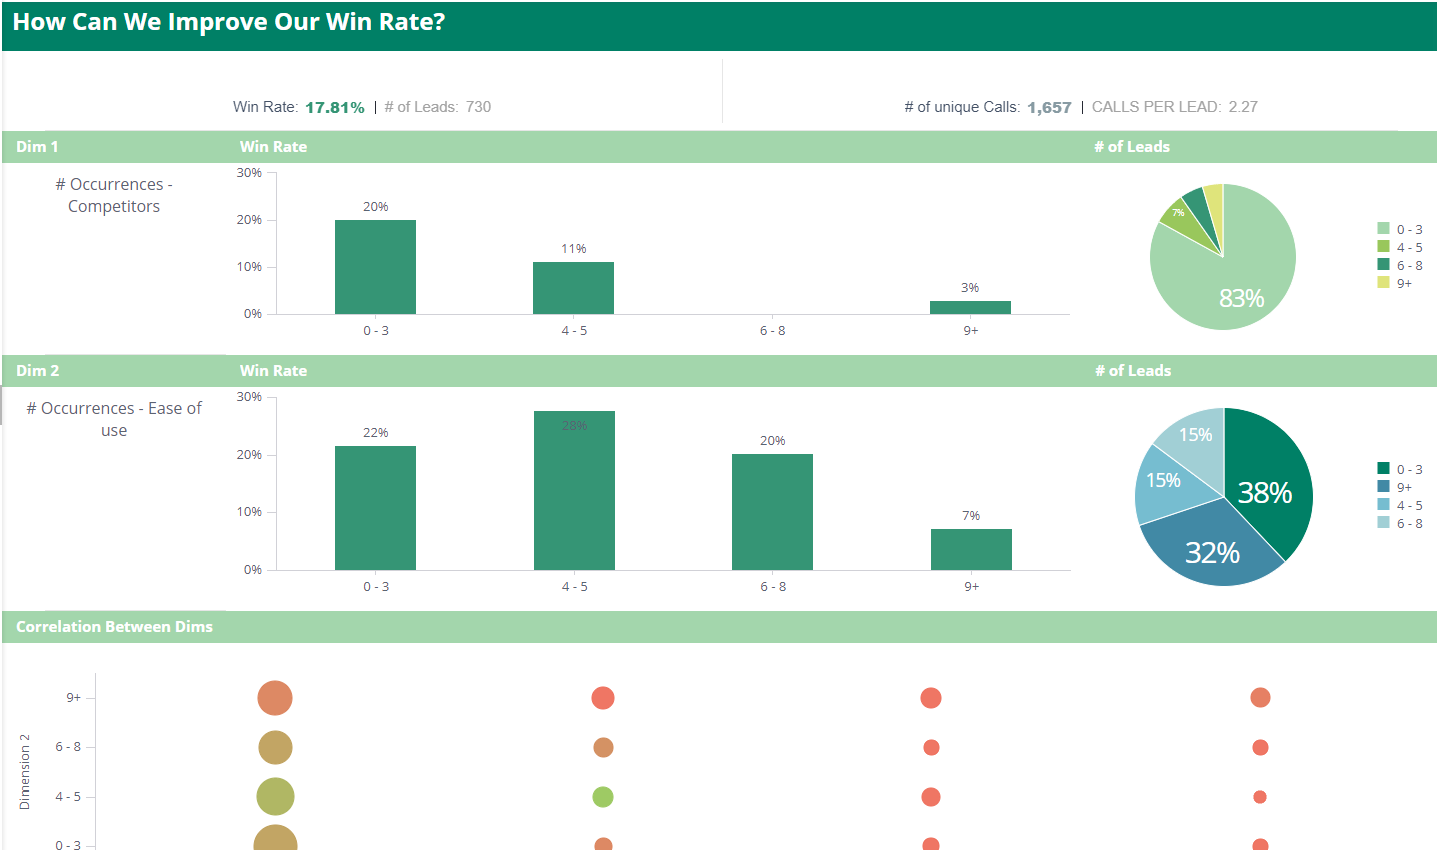 How Can We Improve Our Win Rate?
Win Rate: 17.81% | # of Leads: 730
# of unique Calls: 1,657 | CALLS PER LEAD: 2.27
Dim 1
Win Rate
# of Leads
# Occurrences -
Competitors
30%
20%
10%
0%
20%
11%
3%
0 - 3
4 - 5
6 - 8
9+
7%
83%
0 - 3
4 - 5
6 - 8
9+
Dim 2
Win Rate
# of Leads
# Occurrences - Ease of
use
30%
20%
10%
0%
22%
28%
20%
7%
0 - 3
4 - 5
6 - 8
9+
15%
15%
38%
32%
0 - 3
9+
4 - 5
6 - 8
Correlation Between Dims
Dimension 2
9+
6 - 8
4 - 5
0 - 3